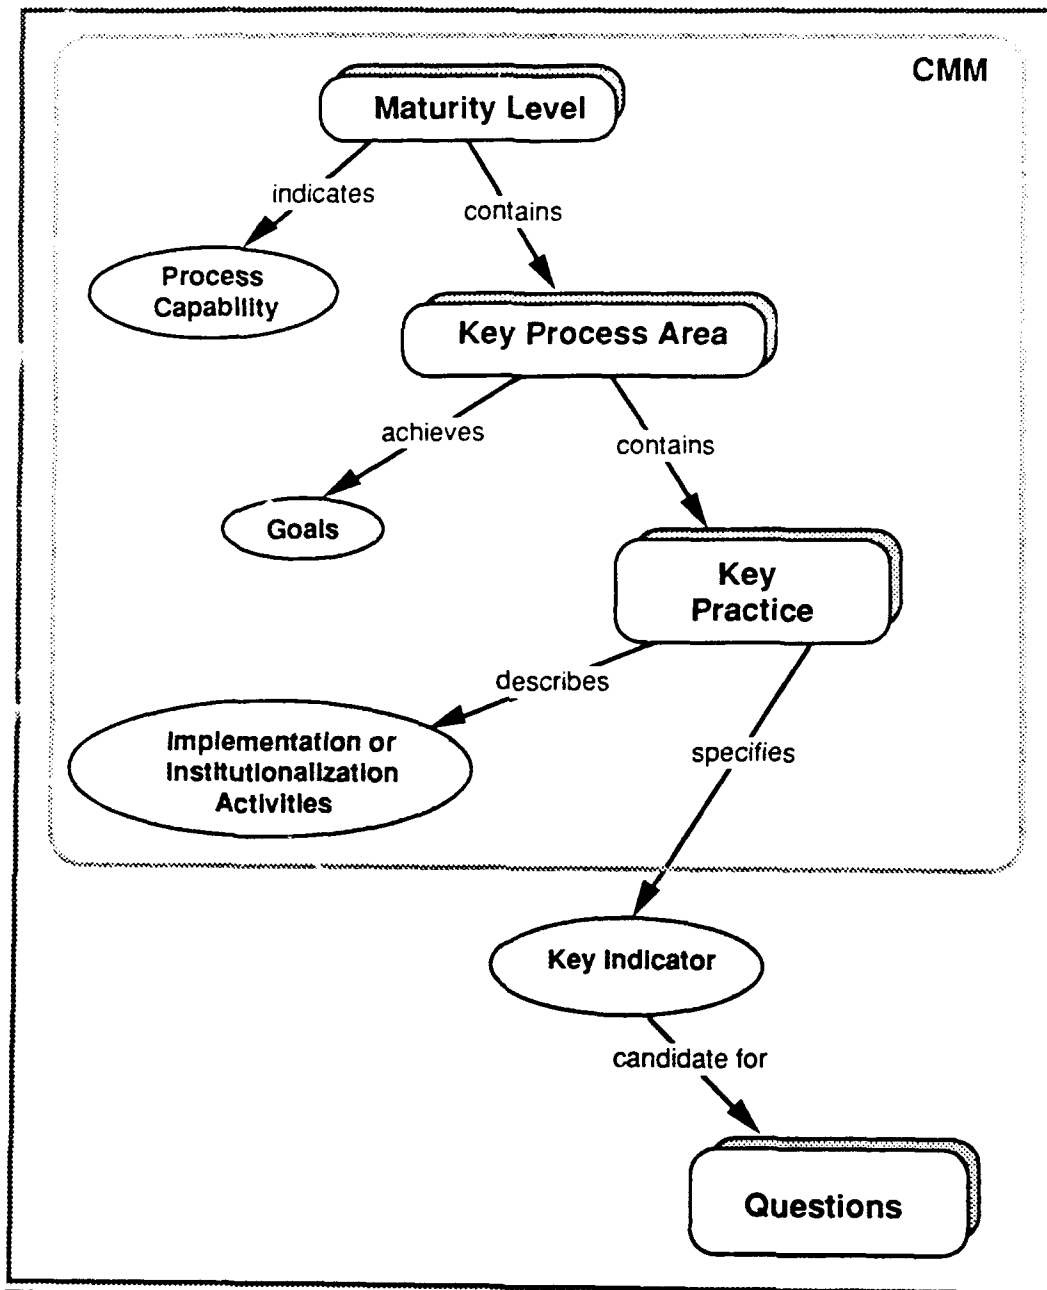 CMM
Maturity Level
indicates
contains
Process
Capability
Key Process Area
achieves
contains
Goals
Key
Practice
describes
Implementation or
Institutionalization
Activities
specifies
Key Indicator
candidate for
Questions